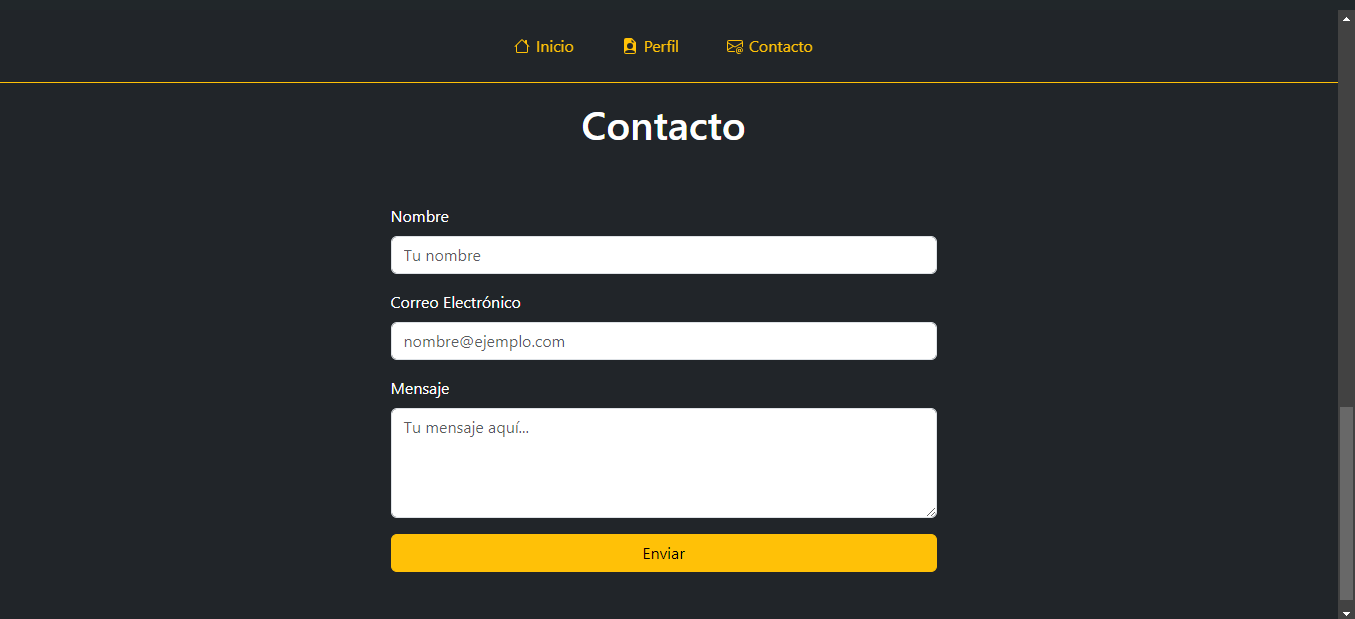 Inicio Perfil Contacto
Contacto
Nombre
Tu nombre
Correo Electrónico
nombre@ejemplo.com
Mensaje
Tu mensaje aquí...
Enviar